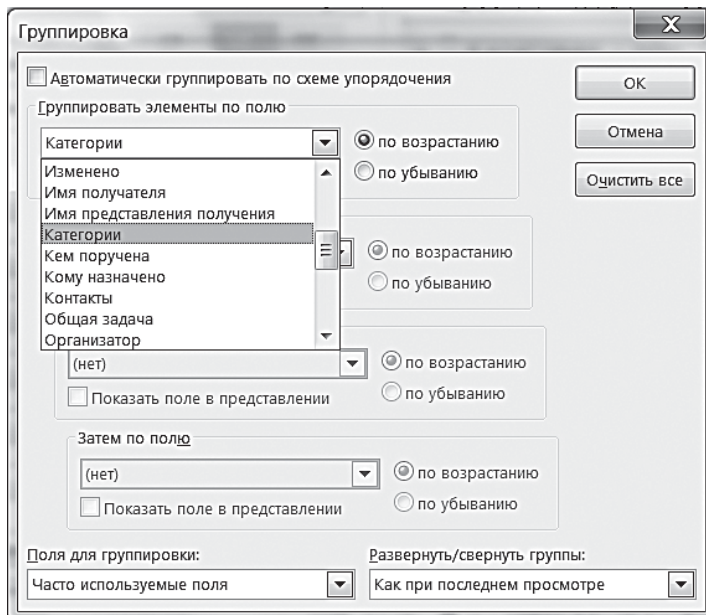 Группировка
X
Автоматически группировать по схеме упорядочения
ОК
Группировать элементы по полю
Категории
по возрастанию
Отмена
Изменено
по убыванию
Очистить все
Имя получателя
Имя представления получения
Категории
Кем поручена
по возрастанию
Кому назначено
по убыванию
Контакты
Общая задача
Организатор
(нет)
по возрастанию
Показать поле в представлении
по убыванию
Затем по полю
(нет)
по возрастанию
Показать поле в представлении
по убыванию
Поля для группировки:
Развернуть/свернуть группы:
Часто используемые поля
Как при последнем просмотре